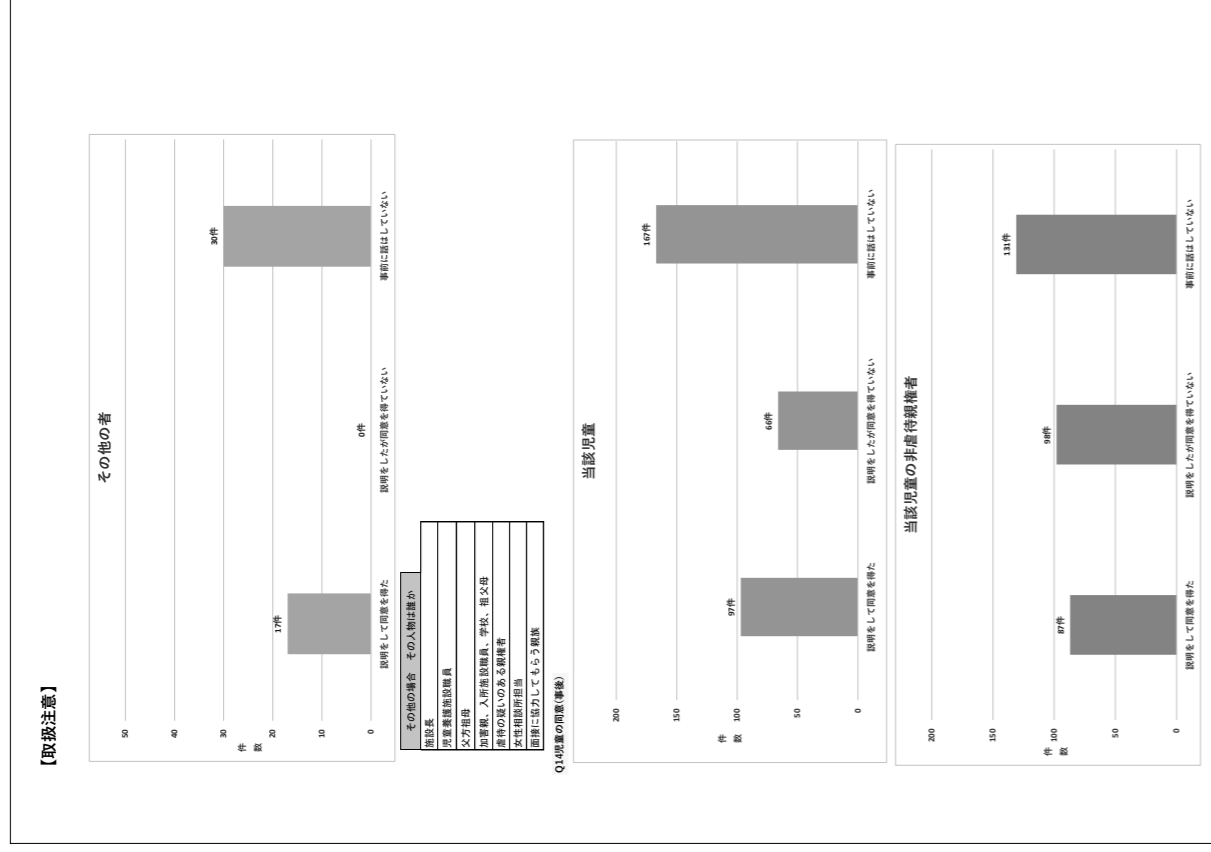 【取扱注意】
その他の者
50
40
30
20
10
0
件数
17件
0件
30件
説明をして同意を得た
説明をしたが同意を得ていない
事前に話はしていない
その他の場合　その人物は誰か
施設長
児童養護施設職員
父方祖母
加害親、入所施設職員、学校、祖父母
虐待の疑いのある親権者
女性相談所担当
面接に協力してもらう親族
Q14児童の同意(事後)
当該児童
200
150
100
50
0
件数
97件
66件
167件
説明をして同意を得た
説明をしたが同意を得ていない
事前に話はしていない
当該児童の非虐待親権者
200
150
100
50
0
件数
87件
98件
131件
説明をして同意を得た
説明をしたが同意を得ていない
事前に話はしていない